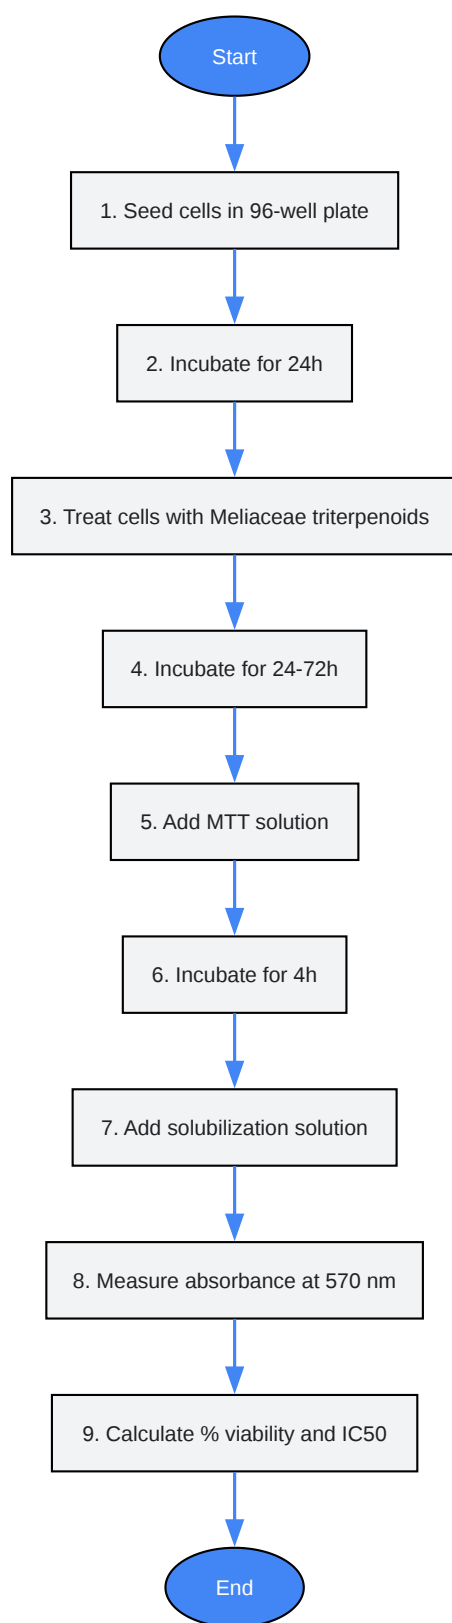 Start
1. Seed cells in 96-well plate
2. Incubate for 24h
3. Treat cells with Meliaceae triterpenoids
4. Incubate for 24-72h
5. Add MTT solution
6. Incubate for 4h
7. Add solubilization solution
8. Measure absorbance at 570 nm
9. Calculate % viability and IC50
End